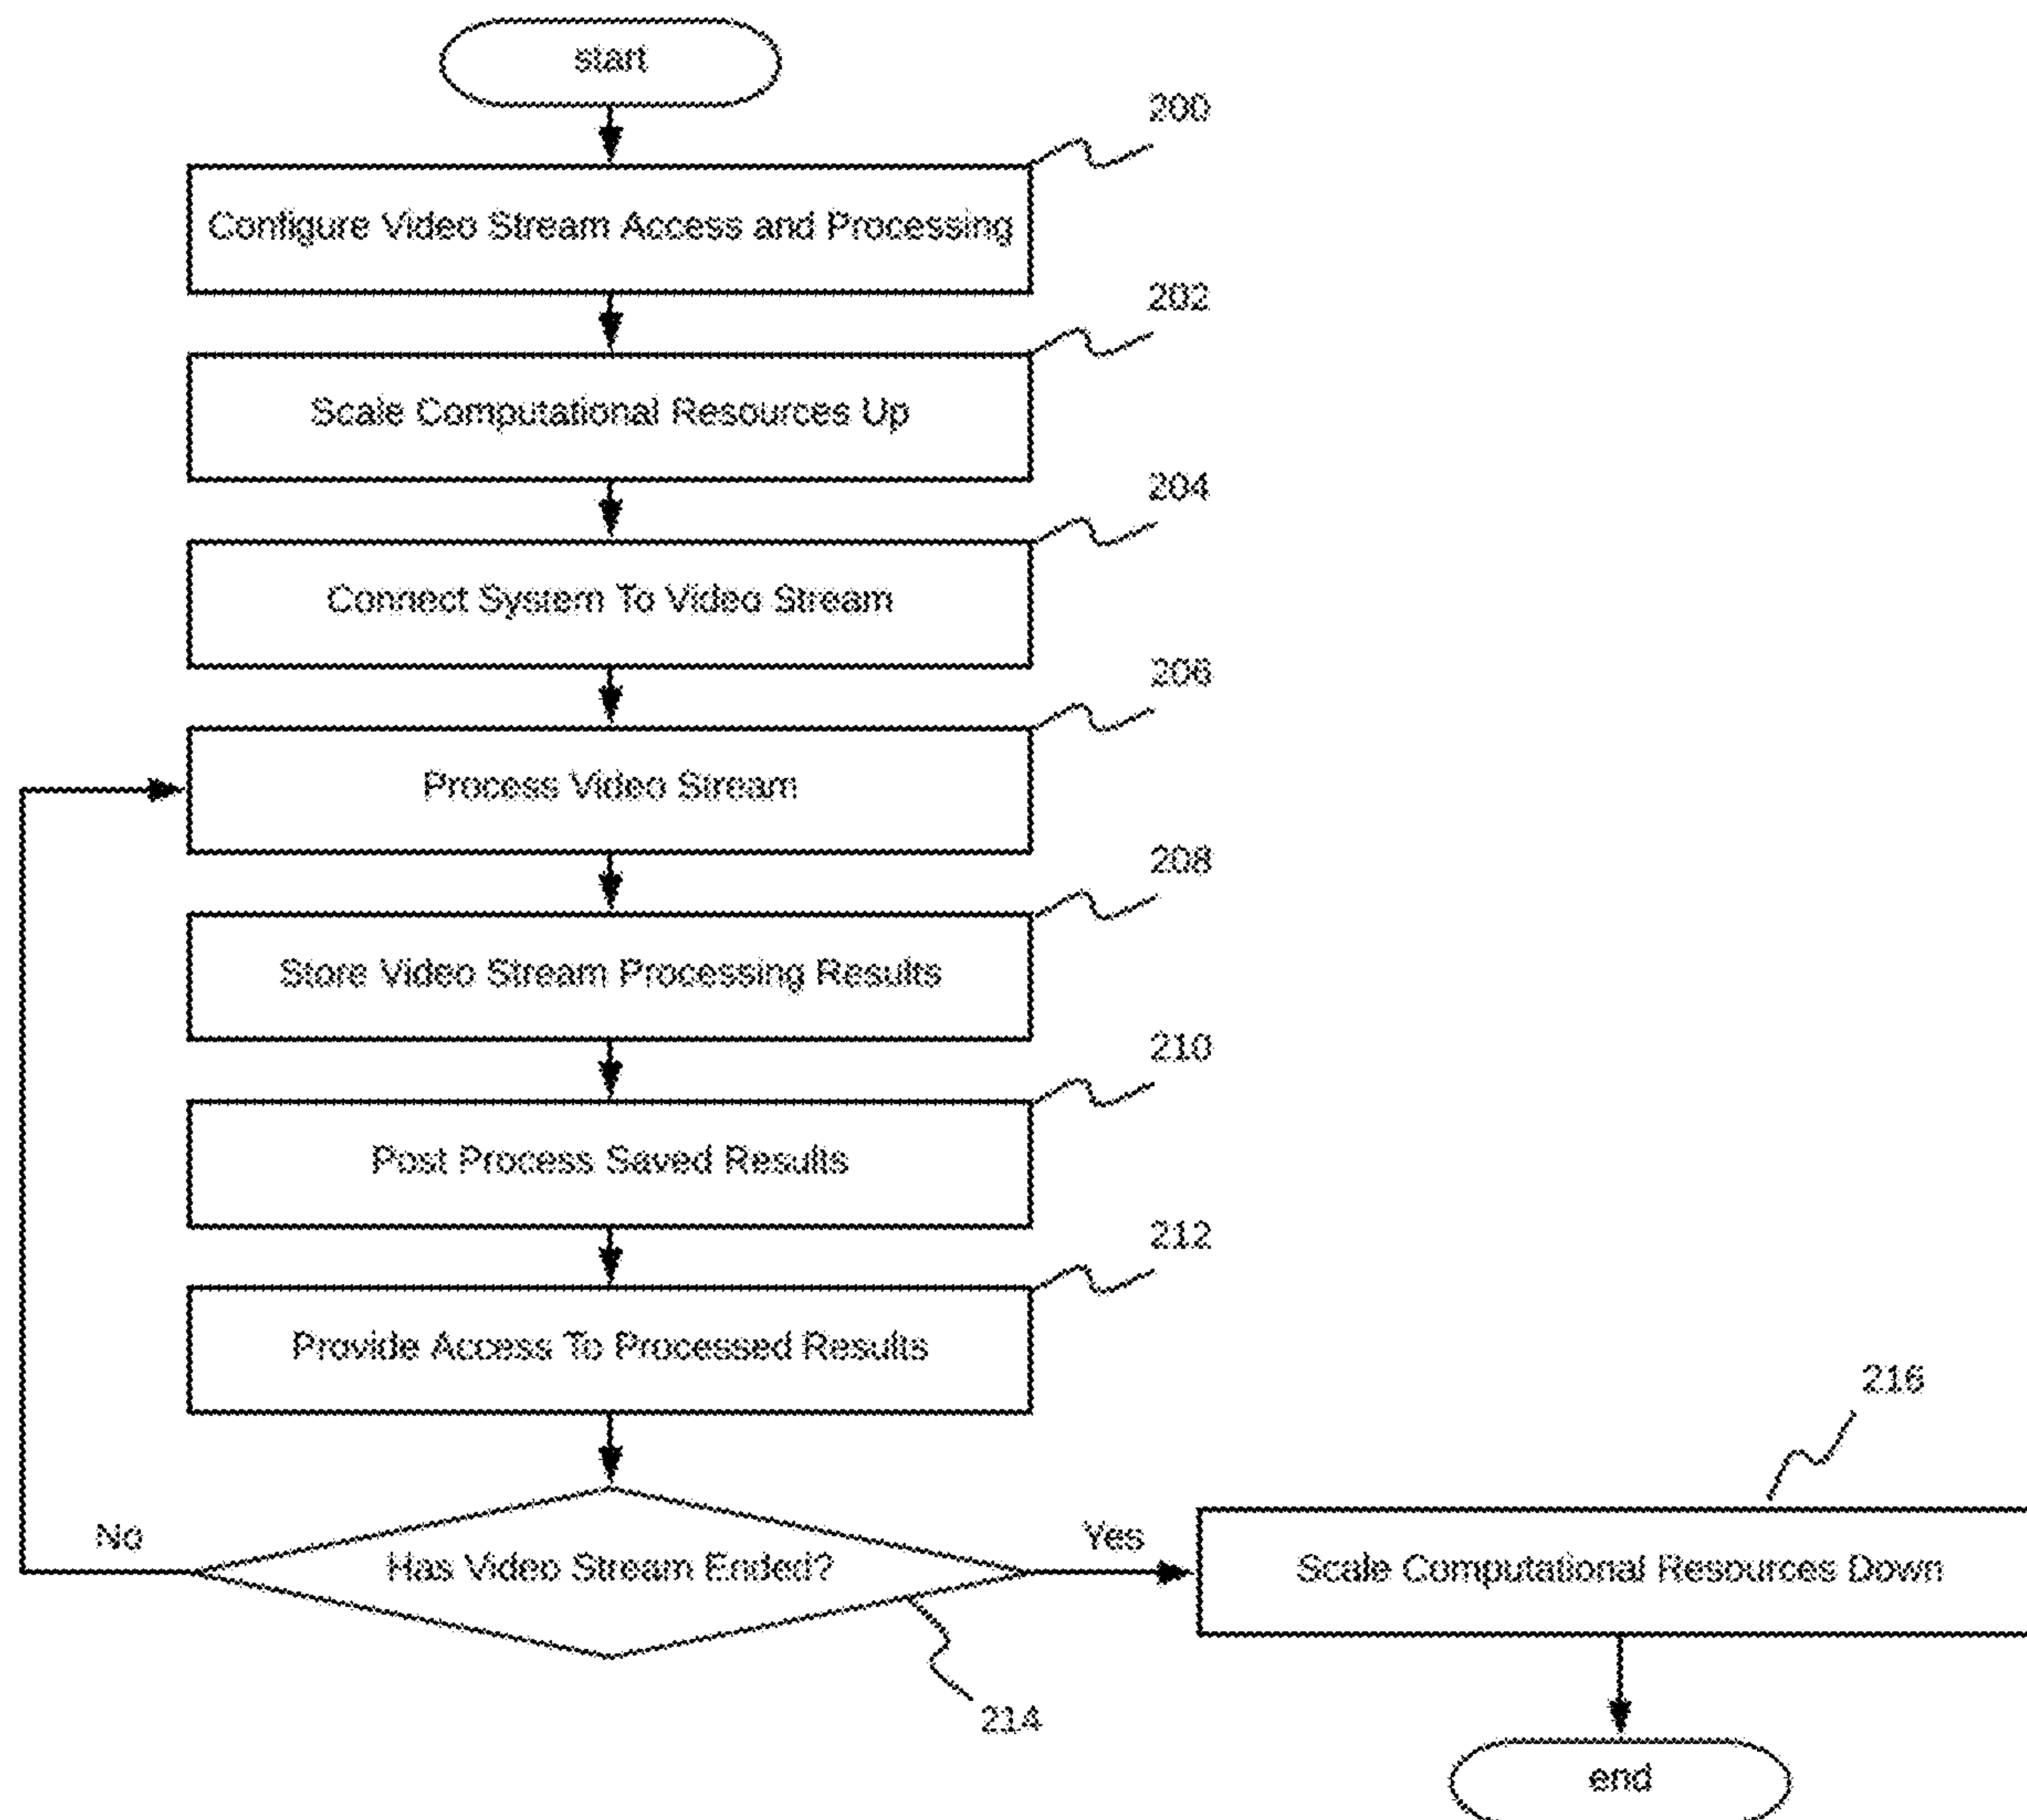 start
200
Configure Video Stream Access and Processing
202
Scale Computational Resources Up
204
Connect System To Video Stream
206
Process Video Stream
208
Store Video Stream Processing Results
210
Post Process Saved Results
212
Provide Access To Processed Results
216
No
Has Video Stream Ended?
Yes
Scale Computational Resources Down
214
end